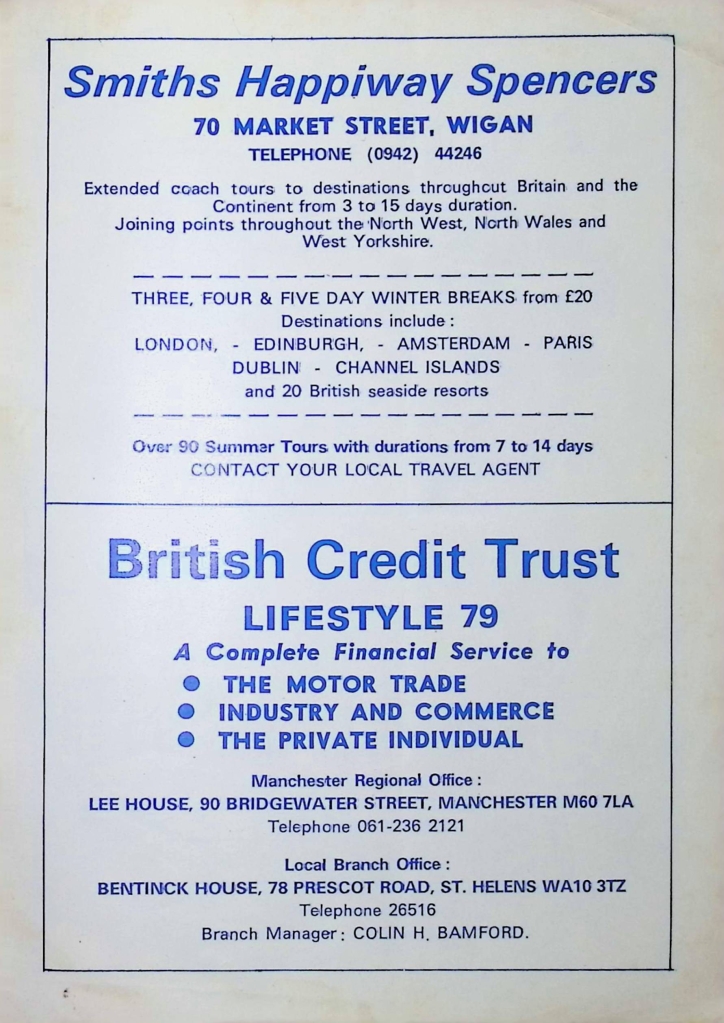 Smiths Happiway Spencers
70 MARKET STREET, WIGAN
TELEPHONE (0942) 44246
Extended coach tours to destinations throughout Britain and the
Continent from 3 to 15 days duration.
Joining points throughout the North West, North Wales and
West Yorkshire.
THREE, FOUR & FIVE DAY WINTER BREAKS from £20
Destinations include :
LONDON, - EDINBURGH, - AMSTERDAM - PARIS
DUBLIN - CHANNEL ISLANDS
and 20 British seaside resorts
Over 90 Summer Tours with durations from 7 to 14 days
CONTACT YOUR LOCAL TRAVEL AGENT
British Credit Trust
LIFESTYLE 79
A Complete Financial Service to
● THE MOTOR TRADE
● INDUSTRY AND COMMERCE
● THE PRIVATE INDIVIDUAL
Manchester Regional Office :
LEE HOUSE, 90 BRIDGEWATER STREET, MANCHESTER M60 7LA
Telephone 061-236 2121
Local Branch Office :
BENTINCK HOUSE, 78 PRESCOT ROAD, ST. HELENS WA10 3TZ
Telephone 26516
Branch Manager : COLIN H. BAMFORD.